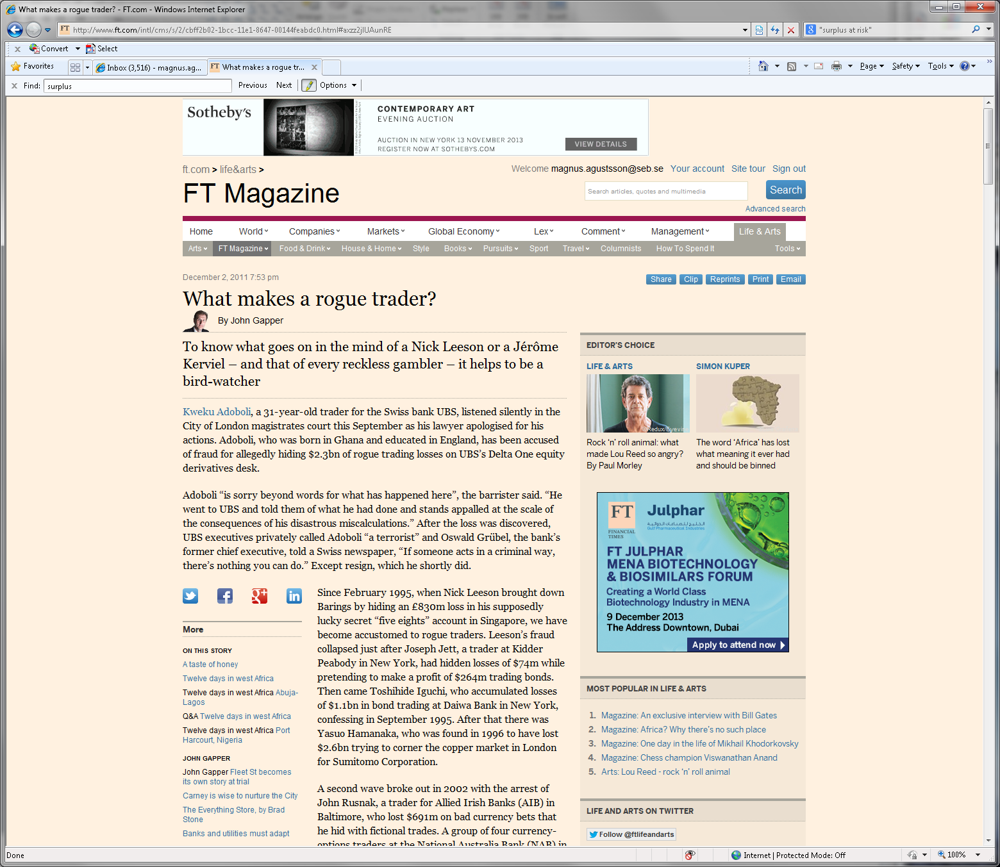 What makes a rogue trader? - FT.com - Windows Internet Explorer
http://www.ft.com/intl/cms/s/2/cbff2b02-1bcc-11e1-8647-00144feabdc0.html#axzz2jIUAunRE
"surplus at risk"
Convert
Select
Favorites
Inbox (3,516) - magnus.ag...
What makes a rogue tr...
Page
Safety
Tools
Find:
surplus
Previous
Next
Options
Sotheby's
CONTEMPORARY ART
EVENING AUCTION
AUCTION IN NEW YORK 13 NOVEMBER 2013
REGISTER NOW AT SOTHEBYS.COM
VIEW DETAILS
ft.com > life&arts >
Welcome magnus.agustsson@seb.se Your account Site tour Sign out
FT Magazine
Search articles, quotes and multimedia
Search
Advanced search
Home World Companies Markets Global Economy Lex Comment Management Life & Arts
Arts FT Magazine Food & Drink House & Home Style Books Pursuits Sport Travel Columnists How To Spend It Tools
December 2, 2011 7:53 pm
Share Clip Reprints Print Email
What makes a rogue trader?
By John Gapper
To know what goes on in the mind of a Nick Leeson or a Jérôme
Kerviel – and that of every reckless gambler – it helps to be a
bird-watcher
Kweku Adoboli, a 31-year-old trader for the Swiss bank UBS, listened silently in the
City of London magistrates court this September as his lawyer apologised for his
actions. Adoboli, who was born in Ghana and educated in England, has been accused
of fraud for allegedly hiding $2.3bn of rogue trading losses on UBS's Delta One equity
derivatives desk.
Adoboli “is sorry beyond words for what has happened here”, the barrister said. “He
went to UBS and told them of what he had done and stands appalled at the scale of
the consequences of his disastrous miscalculations.” After the loss was discovered,
UBS executives privately called Adoboli “a terrorist” and Oswald Grübel, the bank's
former chief executive, told a Swiss newspaper, “If someone acts in a criminal way,
there's nothing you can do.” Except resign, which he shortly did.
Since February 1995, when Nick Leeson brought down
Barings by hiding an £830m loss in his supposedly
lucky secret “five eights” account in Singapore, we have
become accustomed to rogue traders. Leeson's fraud
collapsed just after Joseph Jett, a trader at Kidder
Peabody in New York, had hidden losses of $74m while
pretending to make a profit of $264m trading bonds.
Then came Toshihide Iguchi, who accumulated losses
of $1.1bn in bond trading at Daiwa Bank in New York,
confessing in September 1995. After that there was
Yasuo Hamanaka, who was found in 1996 to have lost
$2.6bn trying to corner the copper market in London
for Sumitomo Corporation.
A second wave broke out in 2002 with the arrest of
John Rusnak, a trader for Allied Irish Banks (AIB) in
Baltimore, who lost $691m on bad currency bets that
he hid with fictional trades. A group of four currency-
options traders at the National Australia Bank (NAB) in
More
ON THIS STORY
A taste of honey
Twelve days in west Africa
Twelve days in west Africa Abuja-
Lagos
Q&A Twelve days in west Africa
Twelve days in west Africa Port
Harcourt, Nigeria
JOHN GAPPER
John Gapper Fleet St becomes
its own story at trial
Carney is wise to nurture the City
The Everything Store, by Brad
Stone
Banks and utilities must adapt
EDITOR'S CHOICE
LIFE & ARTS
©Redux/Eyevine
Rock ‘n’ roll animal: what
made Lou Reed so angry?
By Paul Morley
SIMON KUPER
The word ‘Africa’ has lost
what meaning it ever had
and should be binned
FT
FINANCIAL
TIMES
Julphar
الخليج للصناعات الدوائية
Gulf Pharmaceutical Industries
FT JULPHAR
MENA BIOTECHNOLOGY
& BIOSIMILARS FORUM
Creating a World Class
Biotechnology Industry in MENA
9 December 2013
The Address Downtown, Dubai
Apply to attend now
MOST POPULAR IN LIFE & ARTS
1. Magazine: An exclusive interview with Bill Gates
2. Magazine: Africa? Why there's no such place
3. Magazine: One day in the life of Mikhail Khodorkovsky
4. Magazine: Chess champion Viswanathan Anand
5. Arts: Lou Reed - rock ‘n’ roll animal
LIFE AND ARTS ON TWITTER
Follow @ftlifeandarts
Done
Internet | Protected Mode: Off
100%